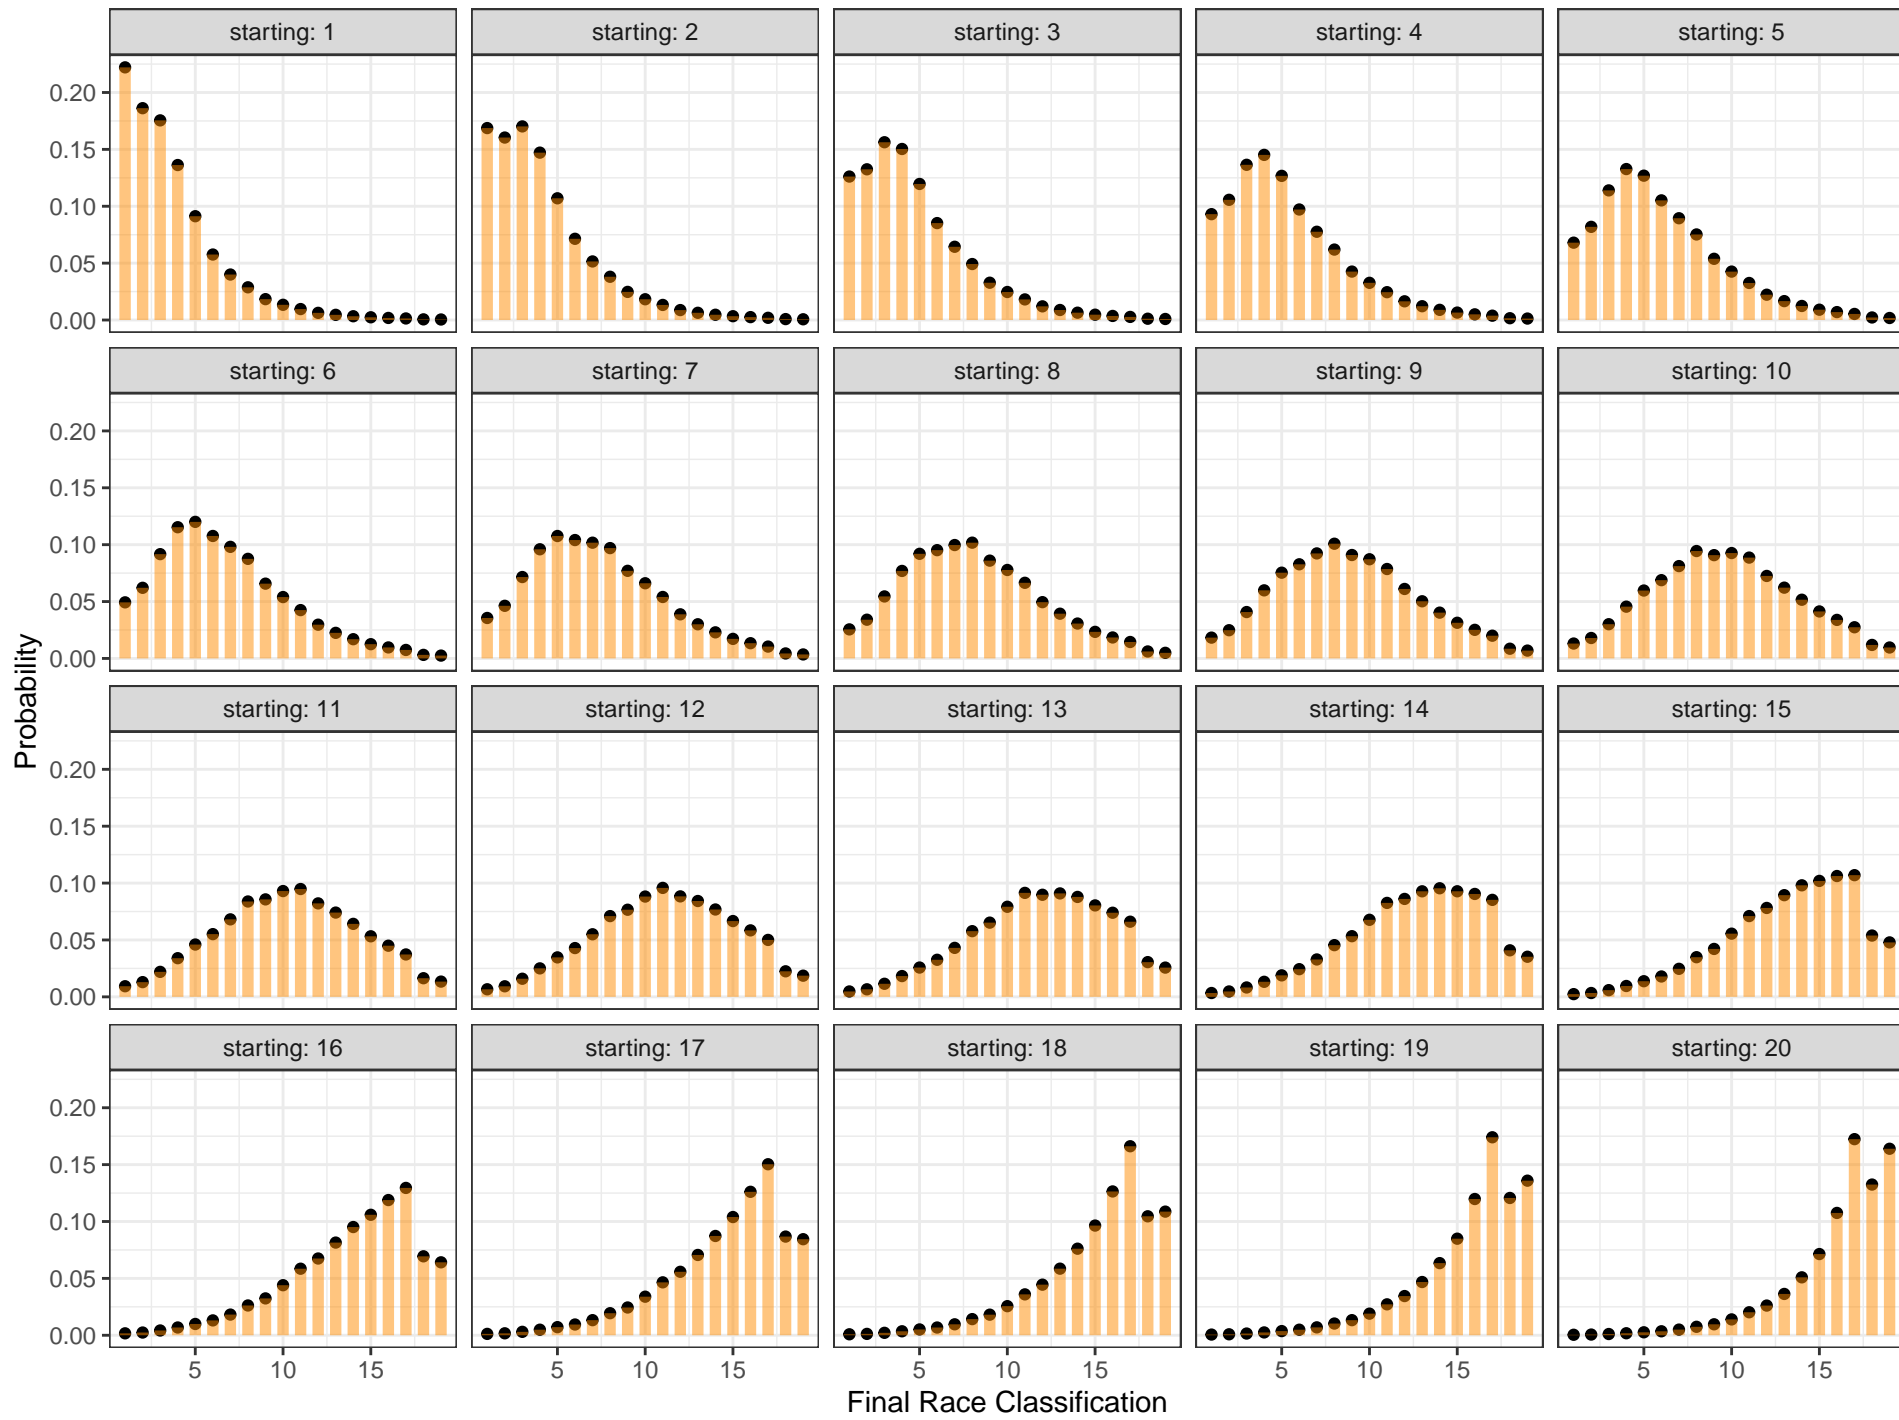 starting: 1
starting: 2
starting: 3
starting: 4
starting: 5
0.20
0.15
0.10
0.05
0.00
starting: 6
starting: 7
starting: 8
starting: 9
starting: 10
0.20
0.15
0.10
0.05
0.00
starting: 11
starting: 12
starting: 13
starting: 14
starting: 15
0.20
0.15
0.10
0.05
0.00
starting: 16
starting: 17
starting: 18
starting: 19
starting: 20
0.20
0.15
0.10
0.05
0.00
5 10 15
5 10 15
5 10 15
5 10 15
5 10 15
Probability
Final Race Classification